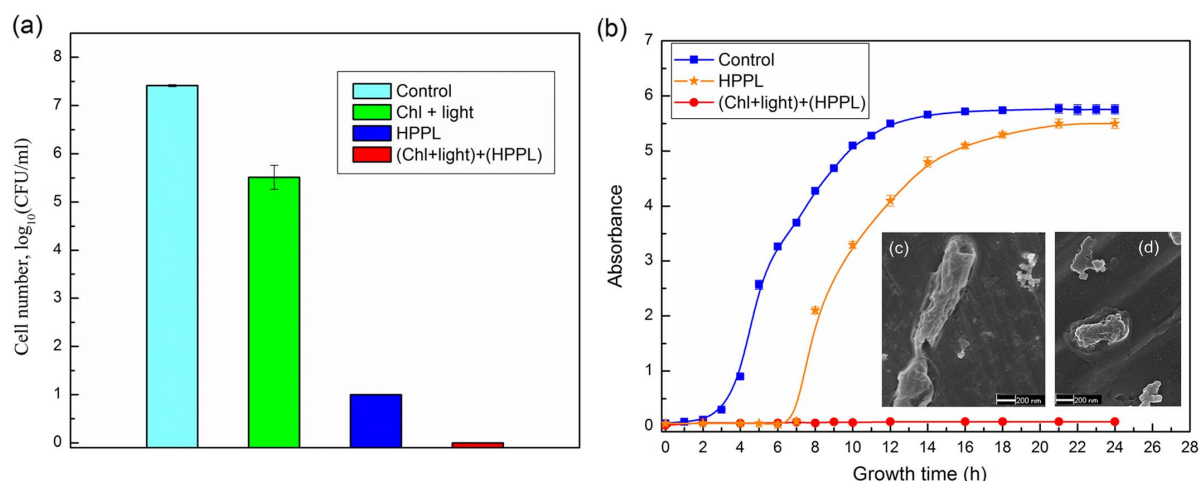 (a)
8
7
6
5
4
3
2
1
0
Cell number, log10(CFU/ml)
Control
Chl + light
HPPL
(Chl+light)+(HPPL)
(b)
7
6
5
4
3
2
1
0
Absorbance
Control
HPPL
(Chl+light)+(HPPL)
(c)
200 nm
(d)
200 nm
0 2 4 6 8 10 12 14 16 18 20 22 24 26 28
Growth time (h)